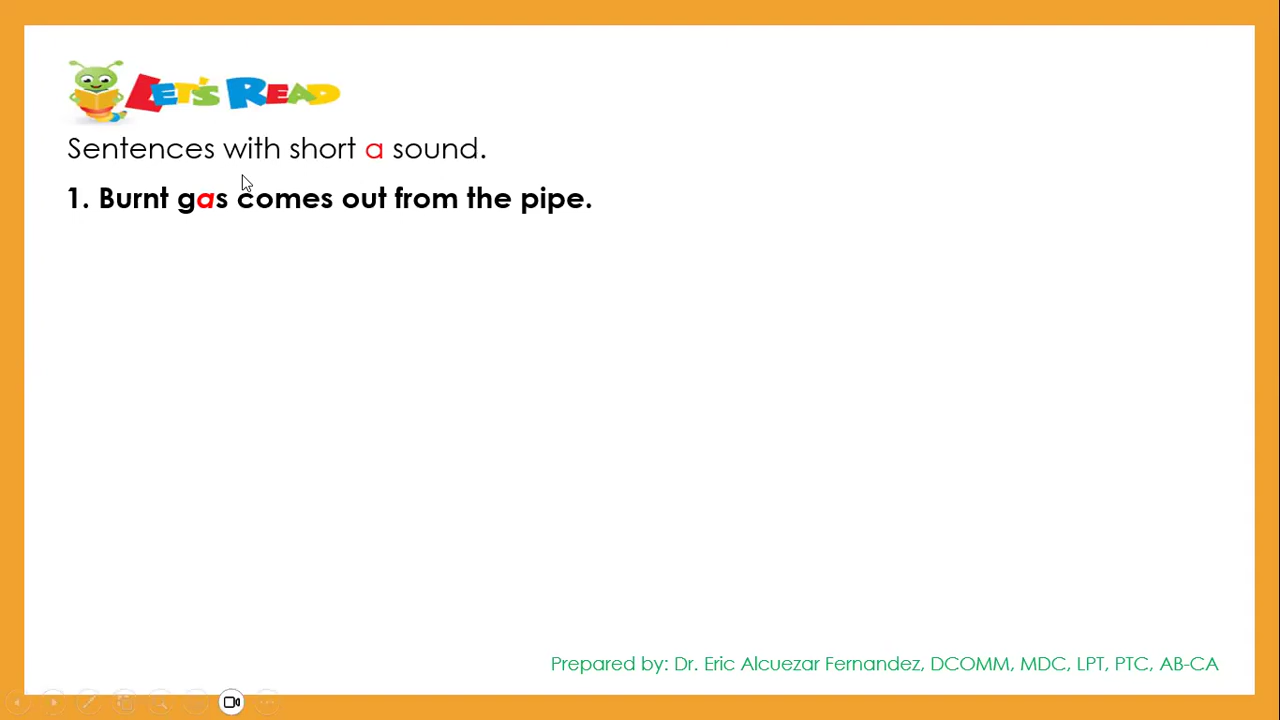 LET'S READ
Sentences with short a sound.
1. Burnt gas comes out from the pipe.
Prepared by: Dr. Eric Alcuezar Fernandez, DCOMM, MDC, LPT, PTC, AB-CA